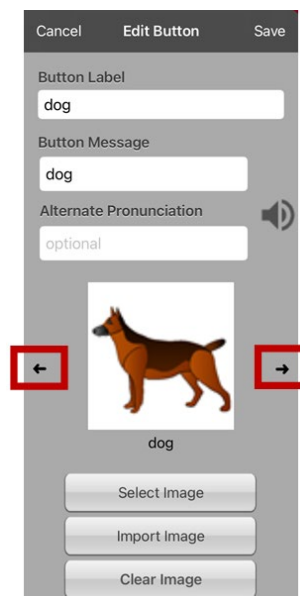 Cancel Edit Button Save
Button Label
dog
Button Message
dog
Alternate Pronunciation
optional
← →
dog
Select Image
Import Image
Clear Image